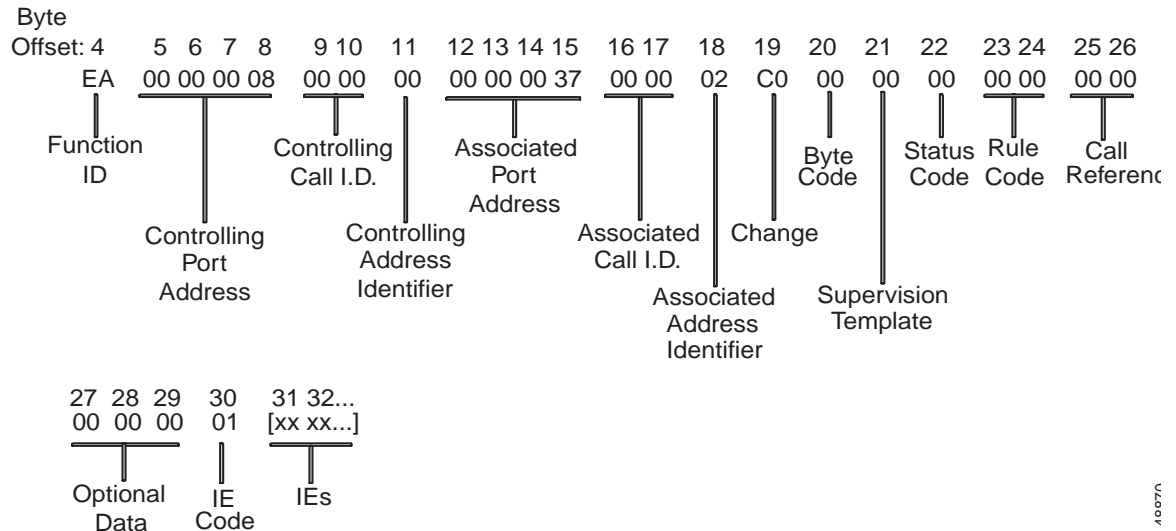 Byte
Offset: 4 5 6 7 8 9 10 11 12 13 14 15 16 17 18 19 20 21 22 23 24 25 26
EA 00 00 00 08 00 00 00 00 00 00 37 00 00 02 C0 00 00 00 00 00 00 00
Function
ID
Controlling
Port
Address
Controlling
Call I.D.
Controlling
Address
Identifier
Associated
Port
Address
Associated
Call I.D.
Associated
Address
Identifier
Change
Byte
Code
Supervision
Template
Status
Code
Rule
Code
Call
Referenc
27 28 29 30 31 32...
00 00 00 01 [xx xx...]
Optional
Data
IE
Code
IEs
48870